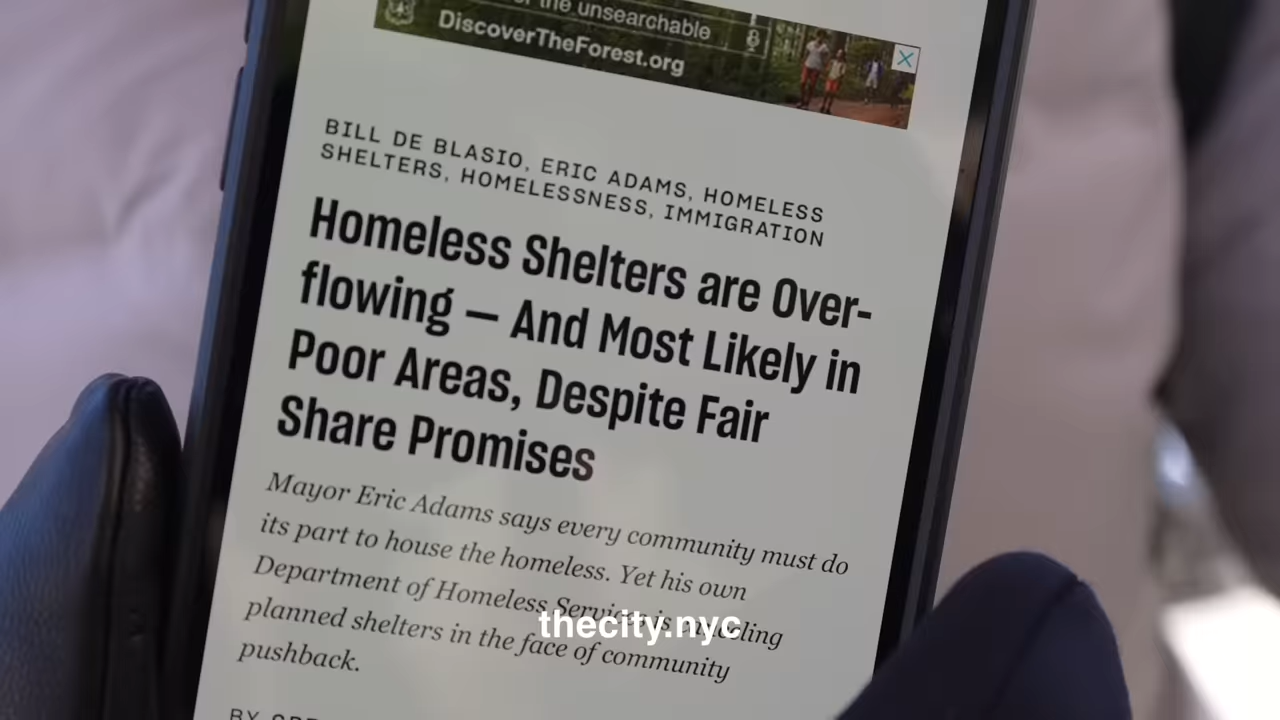 the unsearchable
DiscoverTheForest.org
BILL DE BLASIO, ERIC ADAMS, HOMELESS
SHELTERS, HOMELESSNESS, IMMIGRATION
Homeless Shelters are Over-
flowing — And Most Likely in
Poor Areas, Despite Fair
Share Promises
Mayor Eric Adams says every community must do
its part to house the homeless. Yet his own
Department of Homeless Services is
planned shelters in the face of community
pushback.
thecity.nyc
BY